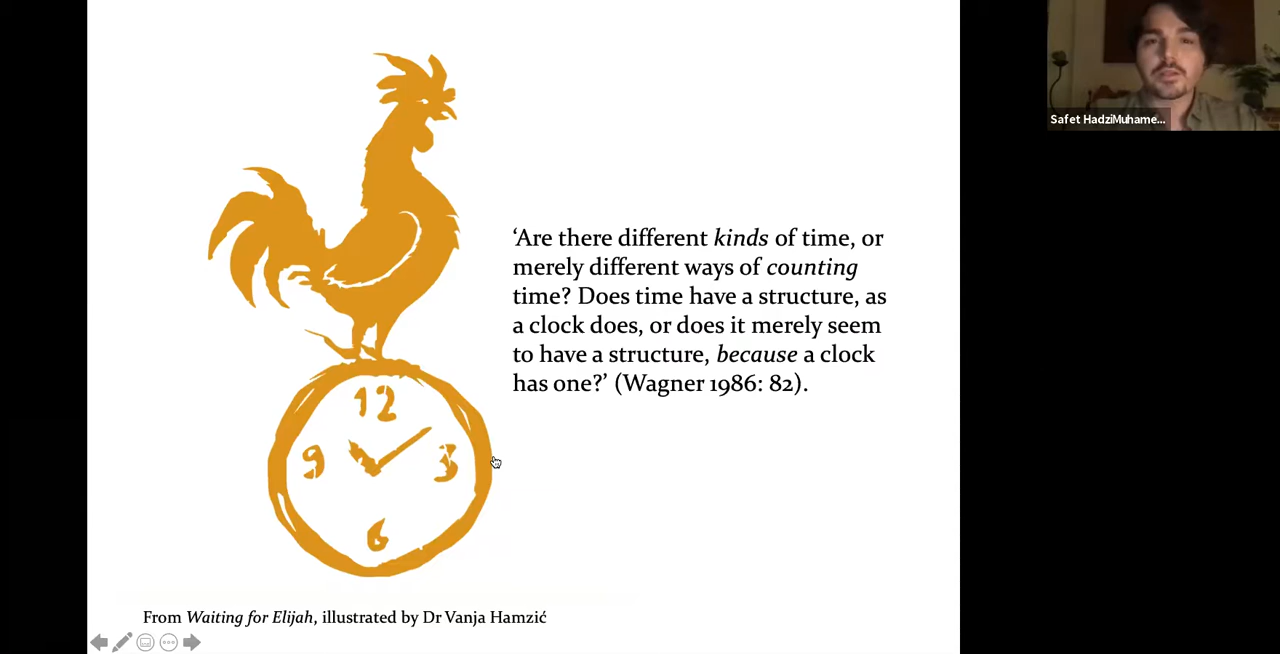 Safet HadziMuhame...
‘Are there different kinds of time, or
merely different ways of counting
time? Does time have a structure, as
a clock does, or does it merely seem
to have a structure, because a clock
has one?’ (Wagner 1986: 82).
12
9
3
6
From Waiting for Elijah, illustrated by Dr Vanja Hamzić